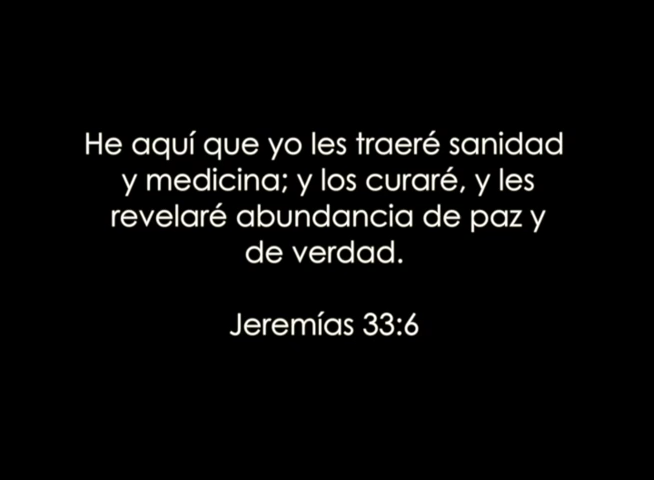 He aquí que yo les traeré sanidad
y medicina; y los curaré, y les
revelaré abundancia de paz y
de verdad.
Jeremías 33:6